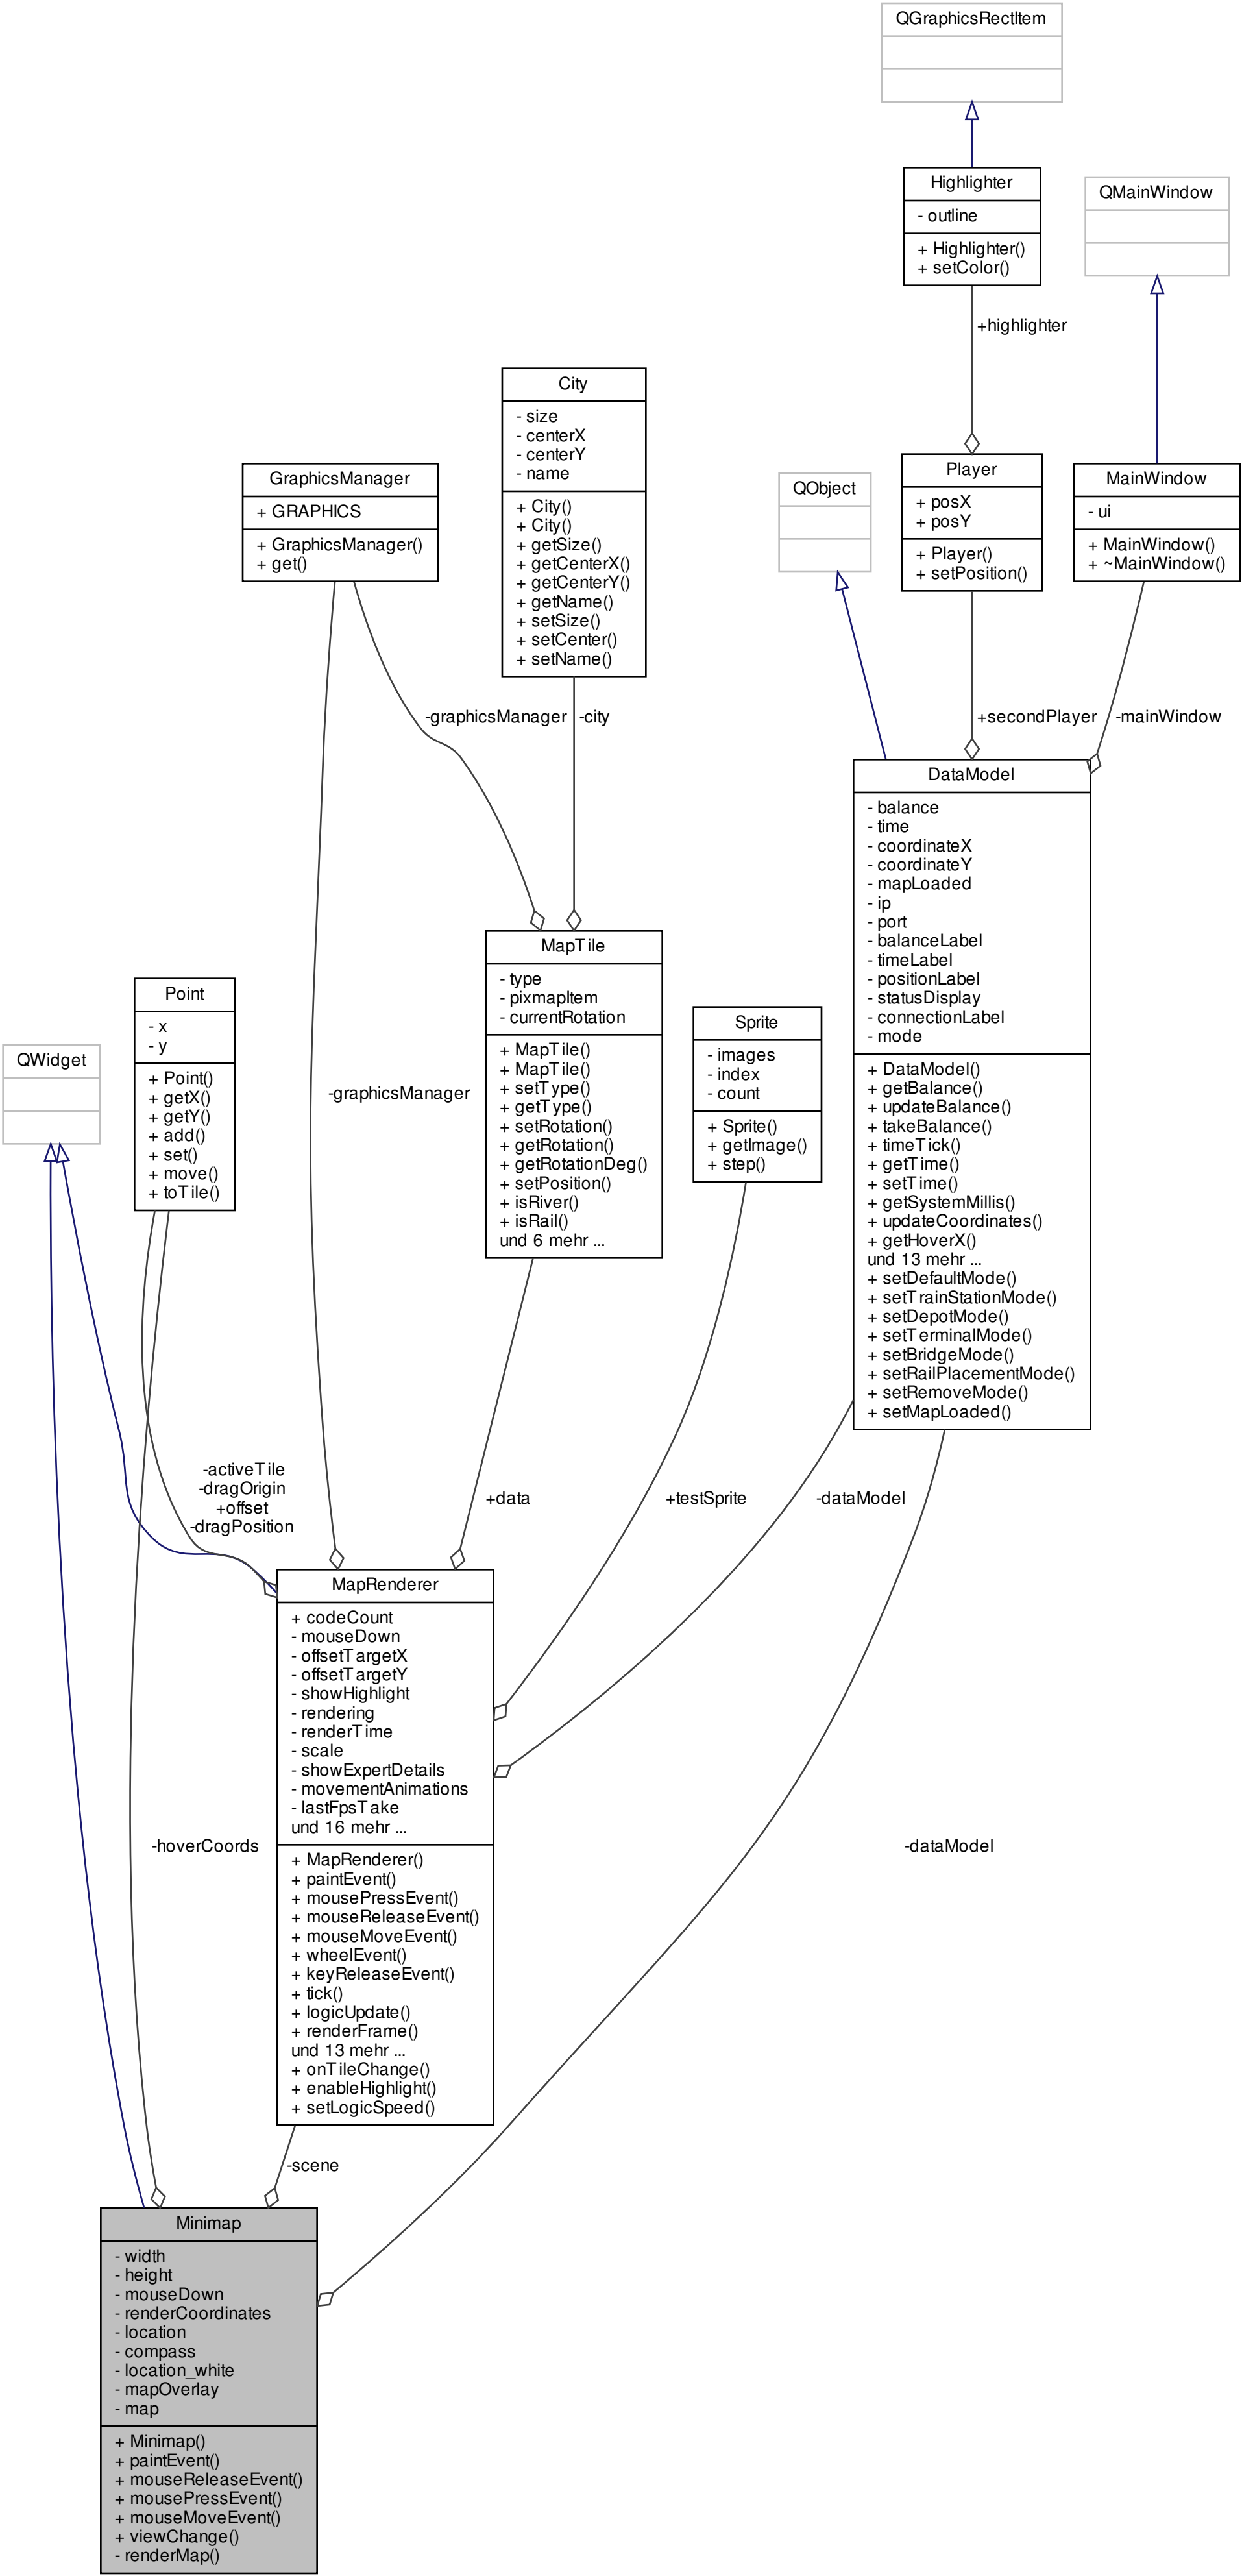 QGraphicsRectItem
Highlighter
- outline
+ Highlighter()
+ setColor()
QMainWindow
+highlighter
City
- size
- centerX
- centerY
- name
+ City()
+ City()
+ getSize()
+ getCenterX()
+ getCenterY()
+ getName()
+ setSize()
+ setCenter()
+ setName()
GraphicsManager
+ GRAPHICS
+ GraphicsManager()
+ get()
QObject
Player
+ posX
+ posY
+ Player()
+ setPosition()
MainWindow
- ui
+ MainWindow()
+ ~MainWindow()
-graphicsManager
-city
+secondPlayer
-mainWindow
DataModel
- balance
- time
- coordinateX
- coordinateY
- mapLoaded
- ip
- port
- balanceLabel
- timeLabel
- positionLabel
- statusDisplay
- connectionLabel
- mode
+ DataModel()
+ getBalance()
+ updateBalance()
+ takeBalance()
+ timeTick()
+ getTime()
+ setTime()
+ getSystemMillis()
+ updateCoordinates()
+ getHoverX()
und 13 mehr ...
+ setDefaultMode()
+ setTrainStationMode()
+ setDepotMode()
+ setTerminalMode()
+ setBridgeMode()
+ setRailPlacementMode()
+ setRemoveMode()
+ setMapLoaded()
MapTile
- type
- pixmapItem
- currentRotation
+ MapTile()
+ MapTile()
+ setType()
+ getType()
+ setRotation()
+ getRotation()
+ getRotationDeg()
+ setPosition()
+ isRiver()
+ isRail()
und 6 mehr ...
Point
- x
- y
+ Point()
+ getX()
+ getY()
+ add()
+ set()
+ move()
+ toTile()
Sprite
- images
- index
- count
+ Sprite()
+ getImage()
+ step()
QWidget
-graphicsManager
-activeTile
-dragOrigin
+offset
-dragPosition
+data
+testSprite
-dataModel
MapRenderer
+ codeCount
- mouseDown
- offsetTargetX
- offsetTargetY
- showHighlight
- rendering
- renderTime
- scale
- showExpertDetails
- movementAnimations
- lastFpsTake
und 16 mehr ...
+ MapRenderer()
+ paintEvent()
+ mousePressEvent()
+ mouseReleaseEvent()
+ mouseMoveEvent()
+ wheelEvent()
+ keyReleaseEvent()
+ tick()
+ logicUpdate()
+ renderFrame()
und 13 mehr ...
+ onTileChange()
+ enableHighlight()
+ setLogicSpeed()
-hoverCoords
-dataModel
-scene
Minimap
- width
- height
- mouseDown
- renderCoordinates
- location
- compass
- location_white
- mapOverlay
- map
+ Minimap()
+ paintEvent()
+ mouseReleaseEvent()
+ mousePressEvent()
+ mouseMoveEvent()
+ viewChange()
- renderMap()